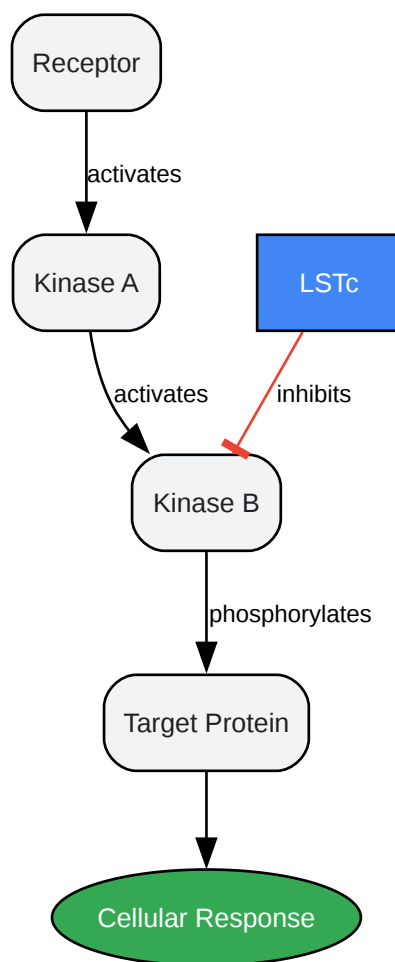 Receptor
activates
Kinase A
LSTc
activates
inhibits
Kinase B
phosphorylates
Target Protein
Cellular Response